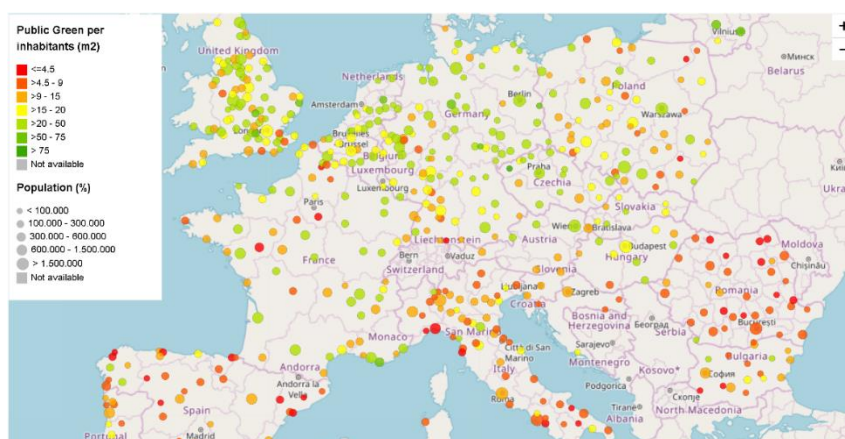 Public Green per
inhabitants (m2)
<=4.5
>4.5 - 9
>9 - 15
>15 - 20
>20 - 50
>50 - 75
> 75
Not available
Population (%)
< 100.000
100.000 - 300.000
300.000 - 600.000
600.000 - 1.500.000
> 1.500.000
Not available
+
−
Vilnius
Минск
Belarus
United Kingdom
Netherlands
Amsterdam
Berlin
Poland
Warszawa
Germany
London
Brussel
Belgium
Luxembourg
Luxembourg
Praha
Czechia
Ukra
Paris
Slovakia
Wien
Bratislava
Budapest
Hungary
Liechtenstein
Vaduz
Austria
Bern
Switzerland
France
Moldova
Chișinău
Slovenia
Ljubljana
Zagreb
Croatia
Romania
București
Bosnia and
Herzegovina
Београд
Serbia
Monaco
San Marino
Città di San
Marino
Sarajevo
Montenegro
Bulgaria
София
Kosovo*
Andorra
Andorra la
Vella
Italy
Podgorica
Скопје
Roma
Tiranë
Albania
North Macedonia
Spain
Madrid
Portugal